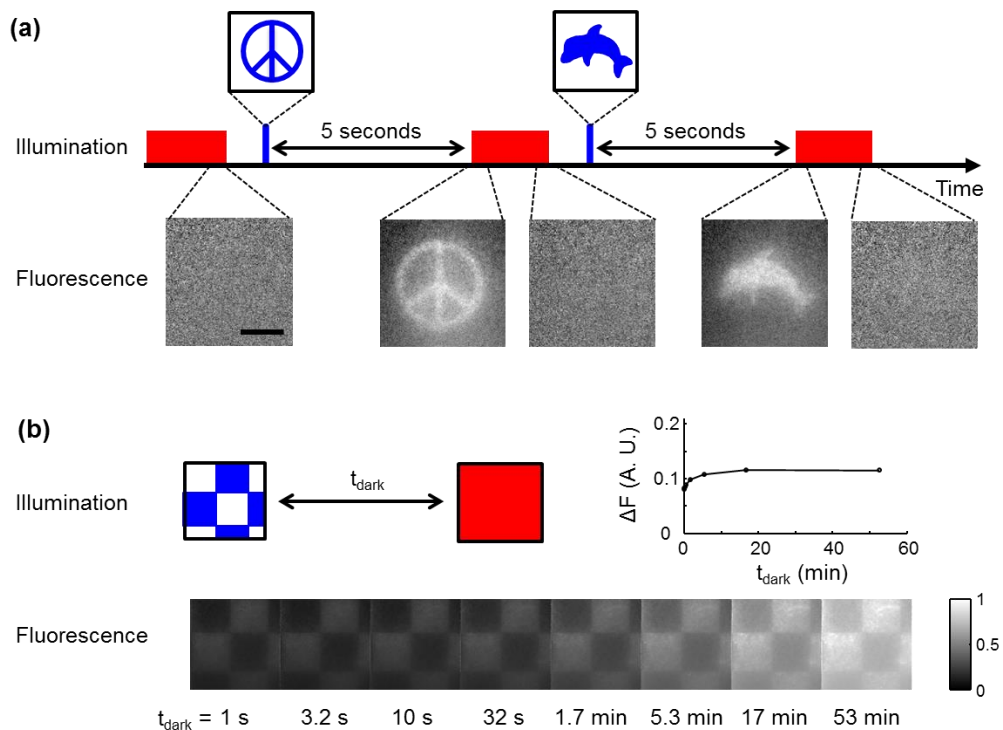 (a)
5 seconds
5 seconds
Illumination
Time
Fluorescence
(b)
Illumination
t_dark
ΔF (A. U.)
0.2
0.1
0
0 20 40 60
t_dark (min)
Fluorescence
1
0.5
0
t_dark = 1 s 3.2 s 10 s 32 s 1.7 min 5.3 min 17 min 53 min